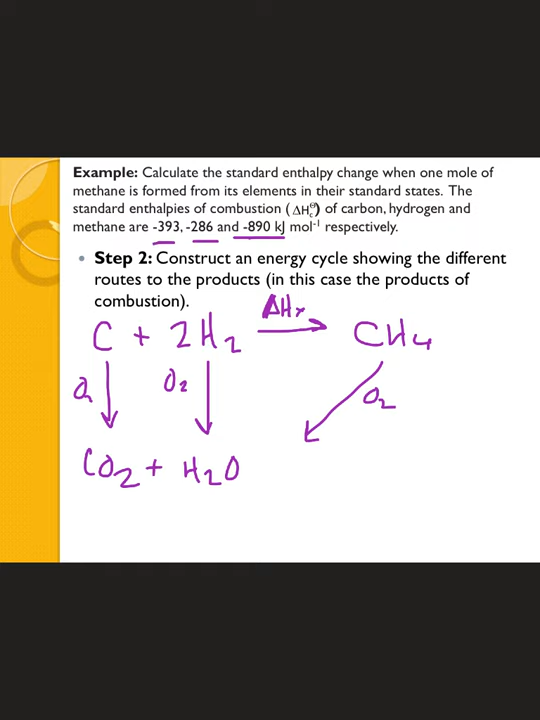 Example: Calculate the standard enthalpy change when one mole of
methane is formed from its elements in their standard states. The
standard enthalpies of combustion (ΔH꜀⊖) of carbon, hydrogen and
methane are -393, -286 and -890 kJ mol⁻¹ respectively.
• Step 2: Construct an energy cycle showing the different
routes to the products (in this case the products of
combustion).
C + 2H₂ ΔHᵣ → CH₄
O₂ O₂ O₂
CO₂ + H₂O